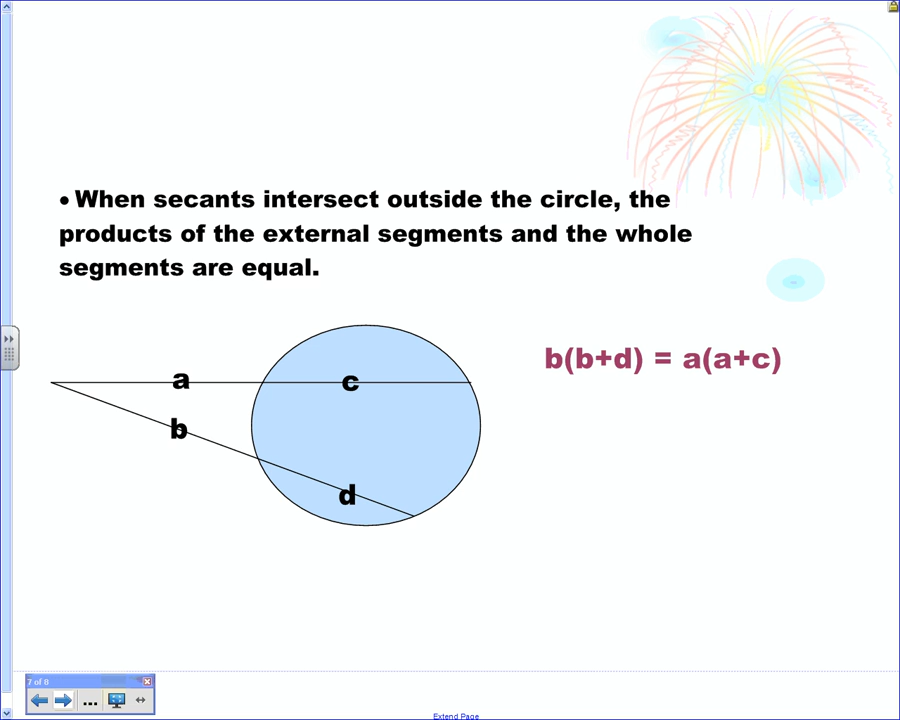 • When secants intersect outside the circle, the
products of the external segments and the whole
segments are equal.
b(b+d) = a(a+c)
a
c
b
d
7 of 8
...
Extend Page